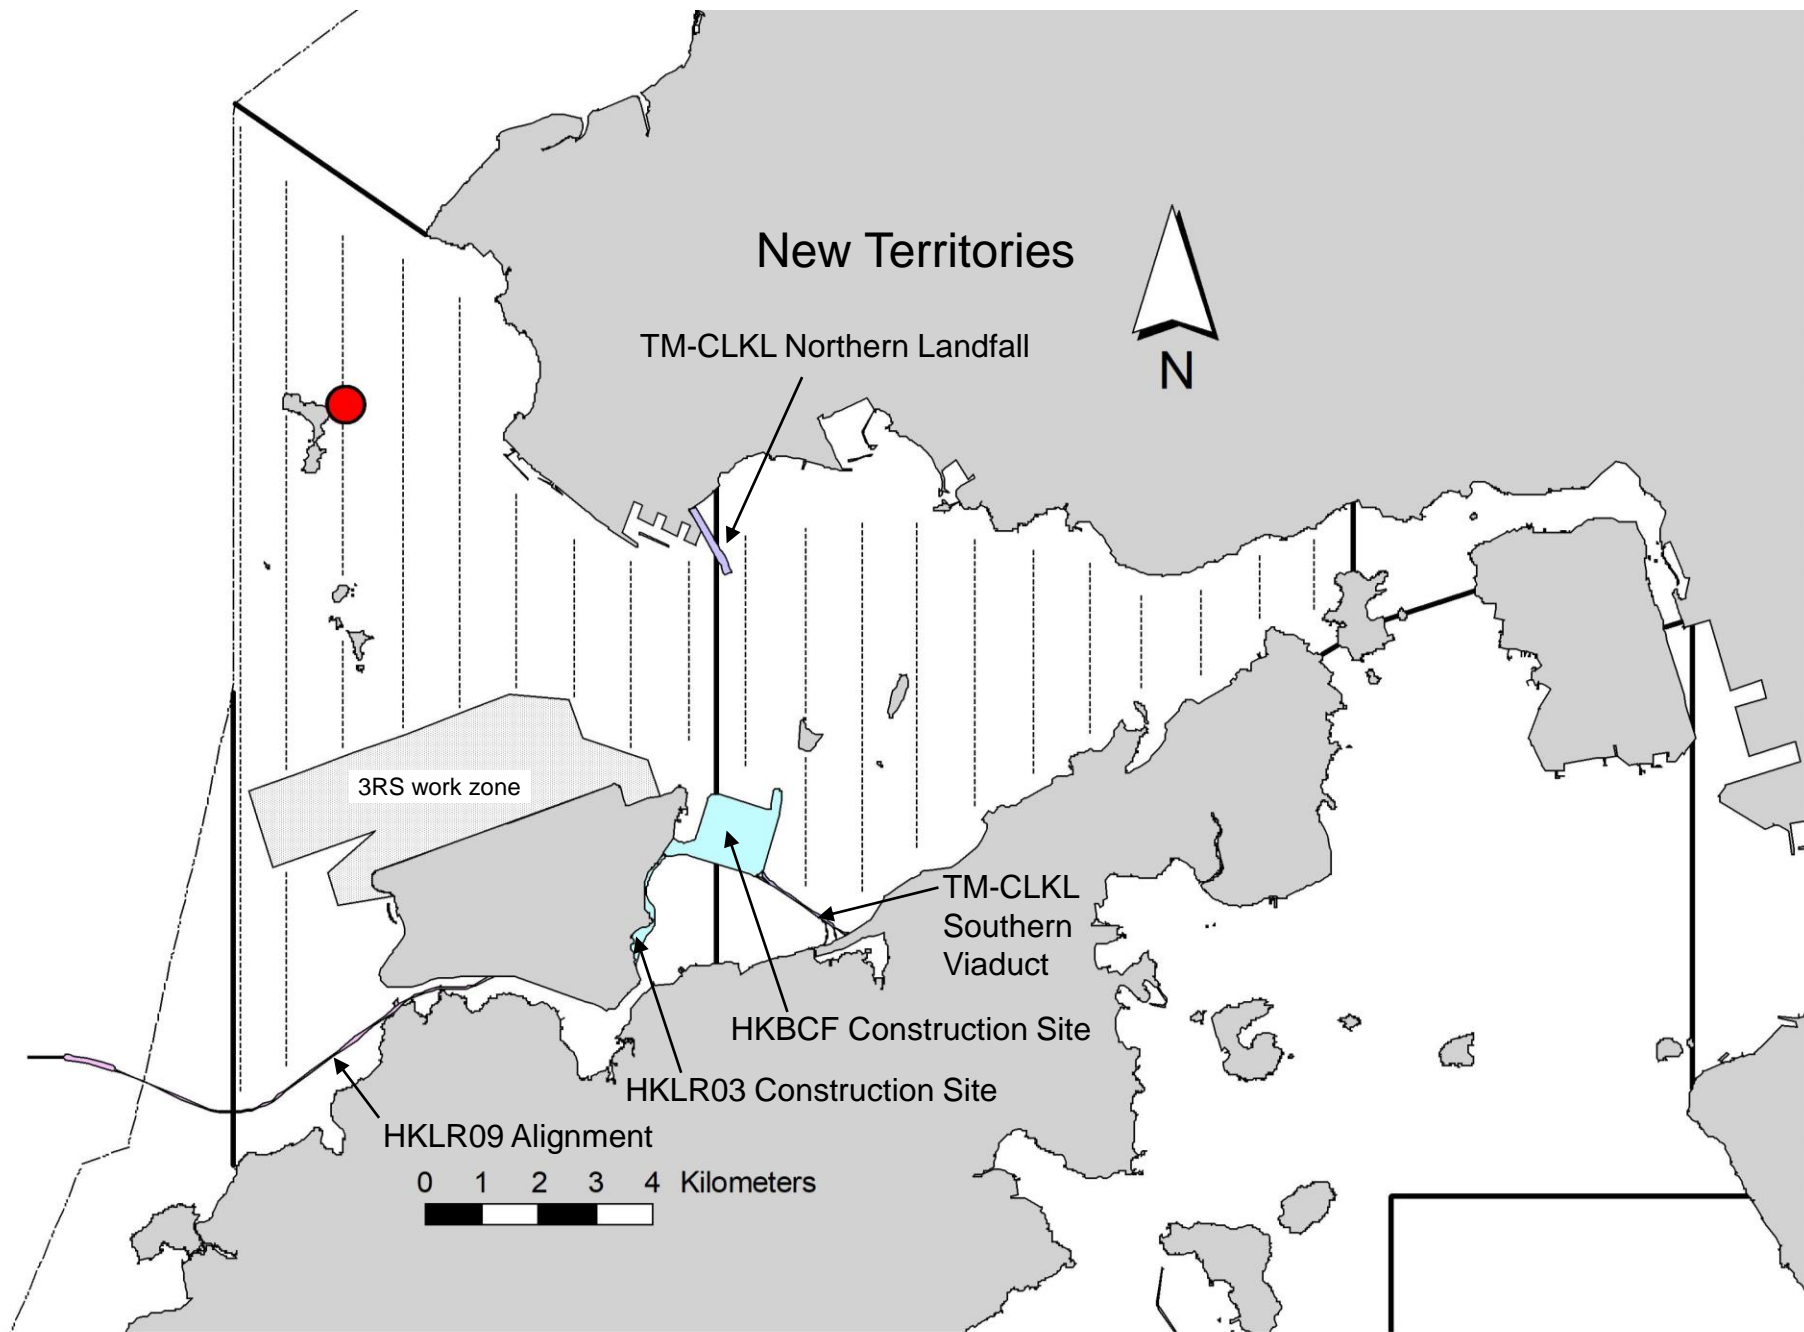 New Territories
TM-CLKL Northern Landfall
N
3RS work zone
TM-CLKL
Southern
Viaduct
HKBCF Construction Site
HKLR03 Construction Site
HKLR09 Alignment
0 1 2 3 4 Kilometers